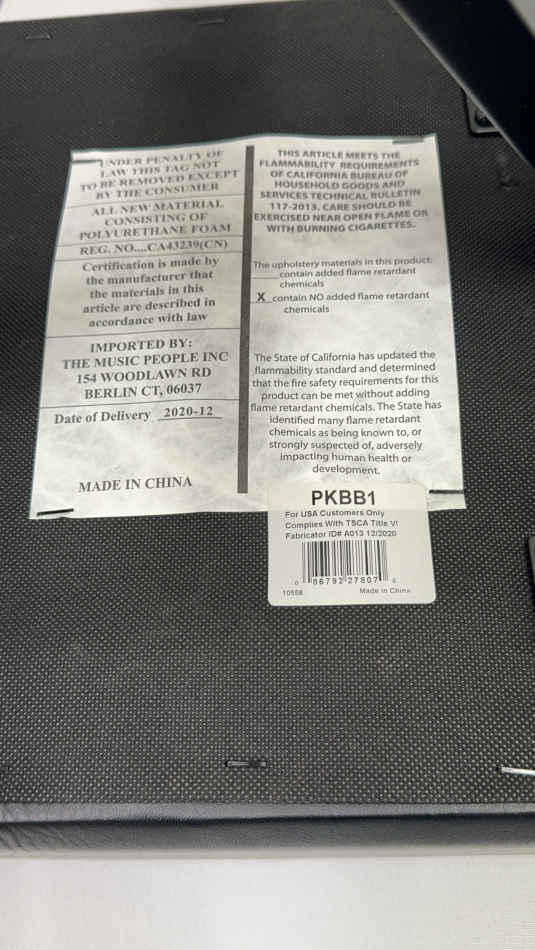 UNDER PENALTY OF
LAW THIS TAG NOT
TO BE REMOVED EXCEPT
BY THE CONSUMER
ALL NEW MATERIAL
CONSISTING OF
POLYURETHANE FOAM
REG. NO....CA43239(CN)
Certification is made by
the manufacturer that
the materials in this
article are described in
accordance with law
IMPORTED BY:
THE MUSIC PEOPLE INC
154 WOODLAWN RD
BERLIN CT, 06037
Date of Delivery 2020-12
MADE IN CHINA
THIS ARTICLE MEETS THE
FLAMMABILITY REQUIREMENTS
OF CALIFORNIA BUREAU OF
HOUSEHOLD GOODS AND
SERVICES TECHNICAL BULLETIN
117-2013. CARE SHOULD BE
EXERCISED NEAR OPEN FLAME OR
WITH BURNING CIGARETTES.
The upholstery materials in this product:
_____contain added flame retardant
chemicals
X contain NO added flame retardant
chemicals
The State of California has updated the
flammability standard and determined
that the fire safety requirements for this
product can be met without adding
flame retardant chemicals. The State has
identified many flame retardant
chemicals as being known to, or
strongly suspected of, adversely
impacting human health or
development.
PKBB1
For USA Customers Only
Complies With TSCA Title VI
Fabricator ID# A013 12/2020
0 86792 27807 0
10558 Made in China